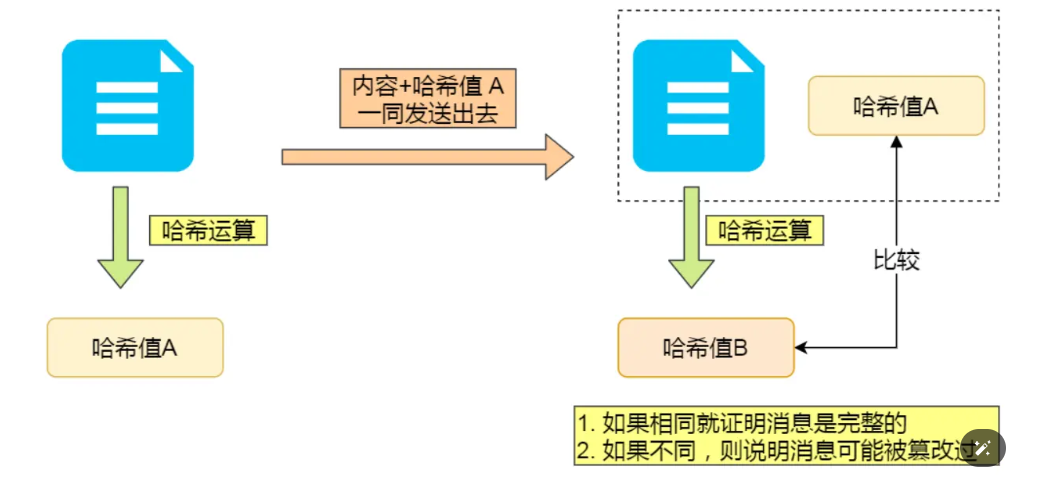 内容+哈希值 A
一同发送出去
哈希值A
哈希运算
哈希运算
比较
哈希值A
哈希值B
1. 如果相同就证明消息是完整的
2. 如果不同，则说明消息可能被篡改过